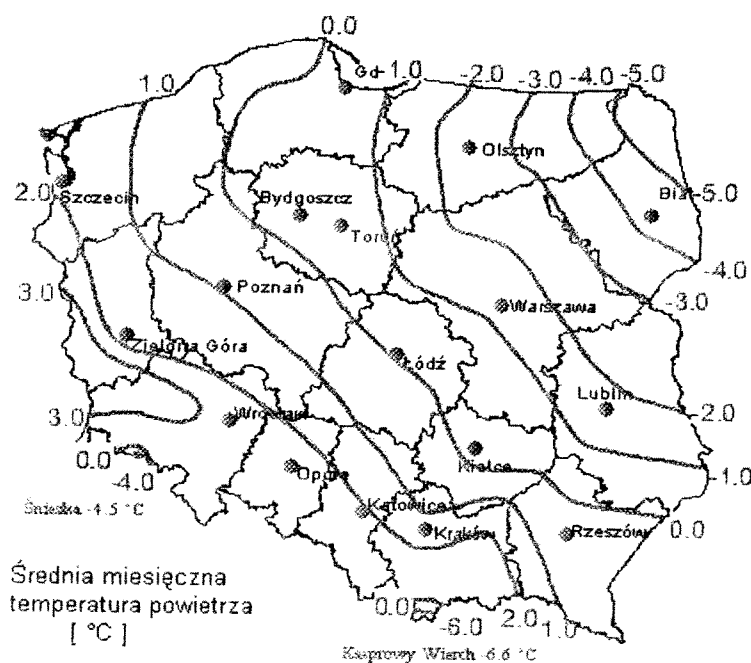 0.0
1.0
Gd
-1.0
-2.0
-3.0
-4.0
-5.0
Olsztyn
2.0
Szczecin
Bydgoszcz
Toruń
-5.0
-4.0
3.0
Poznań
-3.0
Warszawa
Zielona Góra
Łódź
Lublin
-2.0
3.0
Wrocław
0.0
-4.0
Opole
Kielce
-1.0
Śnieżka -4.5 °C
Katowice
Kraków
Rzeszów
0.0
Średnia miesięczna
temperatura powietrza
[ °C ]
0.0
-6.0
2.0
1.0
Kasprowy Wierch -6.6 °C